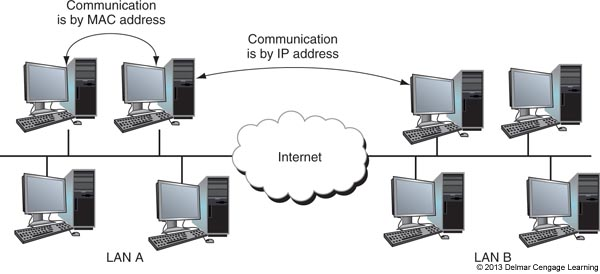 Communication
is by MAC address
Communication
is by IP address
Internet
LAN A
LAN B
© 2013 Delmar Cengage Learning